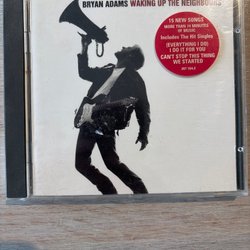 BRYAN ADAMS WAKING UP THE NEIGHBOURS
15 NEW SONGS
MORE THAN 74 MINUTES
OF MUSIC
Includes The Hit Singles
(EVERYTHING I DO)
I DO IT FOR YOU
CAN'T STOP THIS THING
WE STARTED